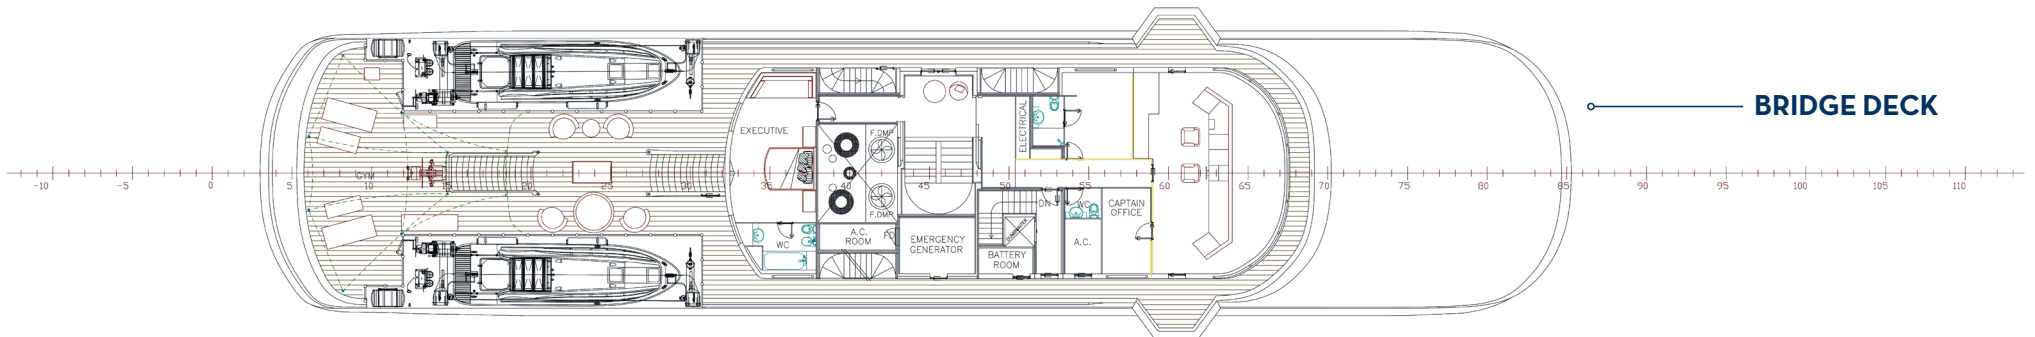 BRIDGE DECK
EXECUTIVE
F.DMP
ELECTRICAL
GYM
-10 -5 0 5 10 15 20 25 30 35 40 45 50 55 60 65 70 75 80 85 90 95 100 105 110
F.DMP
DN
WC
CAPTAIN
OFFICE
WC
A.C.
ROOM
FD
EMERGENCY
GENERATOR
DUMBWAITER
A.C.
BATTERY
ROOM